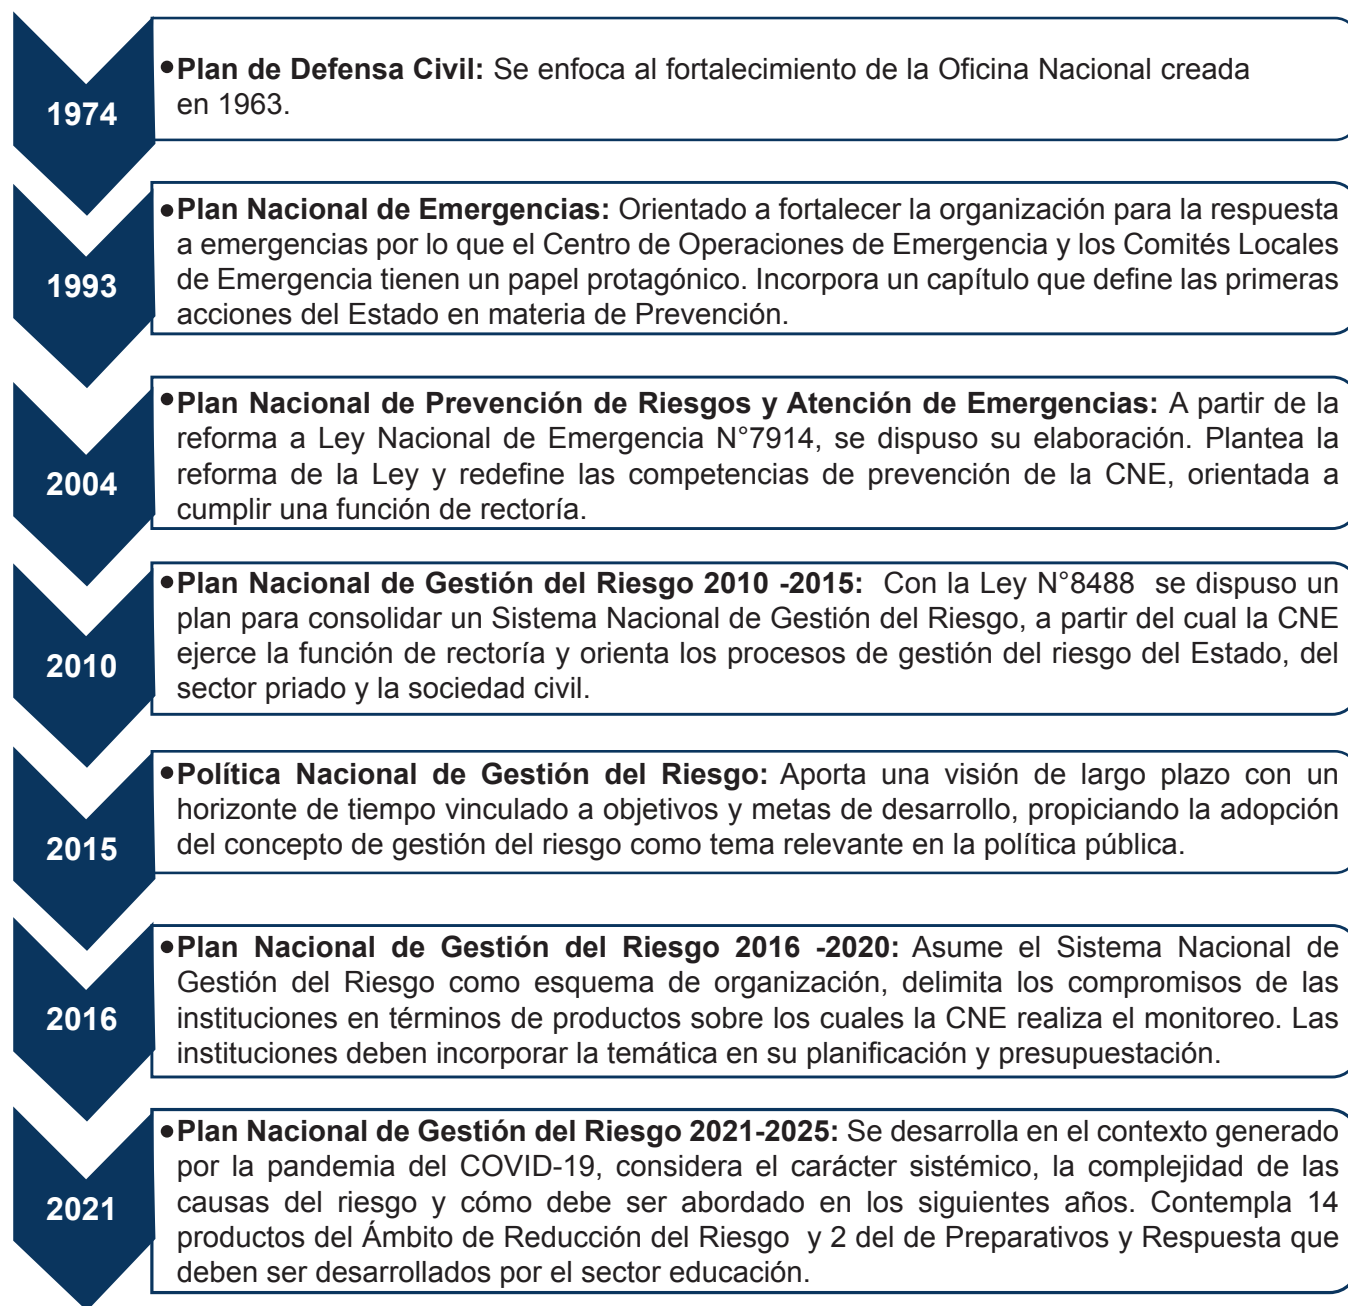 1974
•Plan de Defensa Civil: Se enfoca al fortalecimiento de la Oficina Nacional creada
en 1963.
1993
•Plan Nacional de Emergencias: Orientado a fortalecer la organización para la respuesta
a emergencias por lo que el Centro de Operaciones de Emergencia y los Comités Locales
de Emergencia tienen un papel protagónico. Incorpora un capítulo que define las primeras
acciones del Estado en materia de Prevención.
2004
•Plan Nacional de Prevención de Riesgos y Atención de Emergencias: A partir de la
reforma a Ley Nacional de Emergencia N°7914, se dispuso su elaboración. Plantea la
reforma de la Ley y redefine las competencias de prevención de la CNE, orientada a
cumplir una función de rectoría.
2010
•Plan Nacional de Gestión del Riesgo 2010 -2015: Con la Ley N°8488 se dispuso un
plan para consolidar un Sistema Nacional de Gestión del Riesgo, a partir del cual la CNE
ejerce la función de rectoría y orienta los procesos de gestión del riesgo del Estado, del
sector priado y la sociedad civil.
2015
•Política Nacional de Gestión del Riesgo: Aporta una visión de largo plazo con un
horizonte de tiempo vinculado a objetivos y metas de desarrollo, propiciando la adopción
del concepto de gestión del riesgo como tema relevante en la política pública.
2016
•Plan Nacional de Gestión del Riesgo 2016 -2020: Asume el Sistema Nacional de
Gestión del Riesgo como esquema de organización, delimita los compromisos de las
instituciones en términos de productos sobre los cuales la CNE realiza el monitoreo. Las
instituciones deben incorporar la temática en su planificación y presupuestación.
2021
•Plan Nacional de Gestión del Riesgo 2021-2025: Se desarrolla en el contexto generado
por la pandemia del COVID-19, considera el carácter sistémico, la complejidad de las
causas del riesgo y cómo debe ser abordado en los siguientes años. Contempla 14
productos del Ámbito de Reducción del Riesgo y 2 del de Preparativos y Respuesta que
deben ser desarrollados por el sector educación.